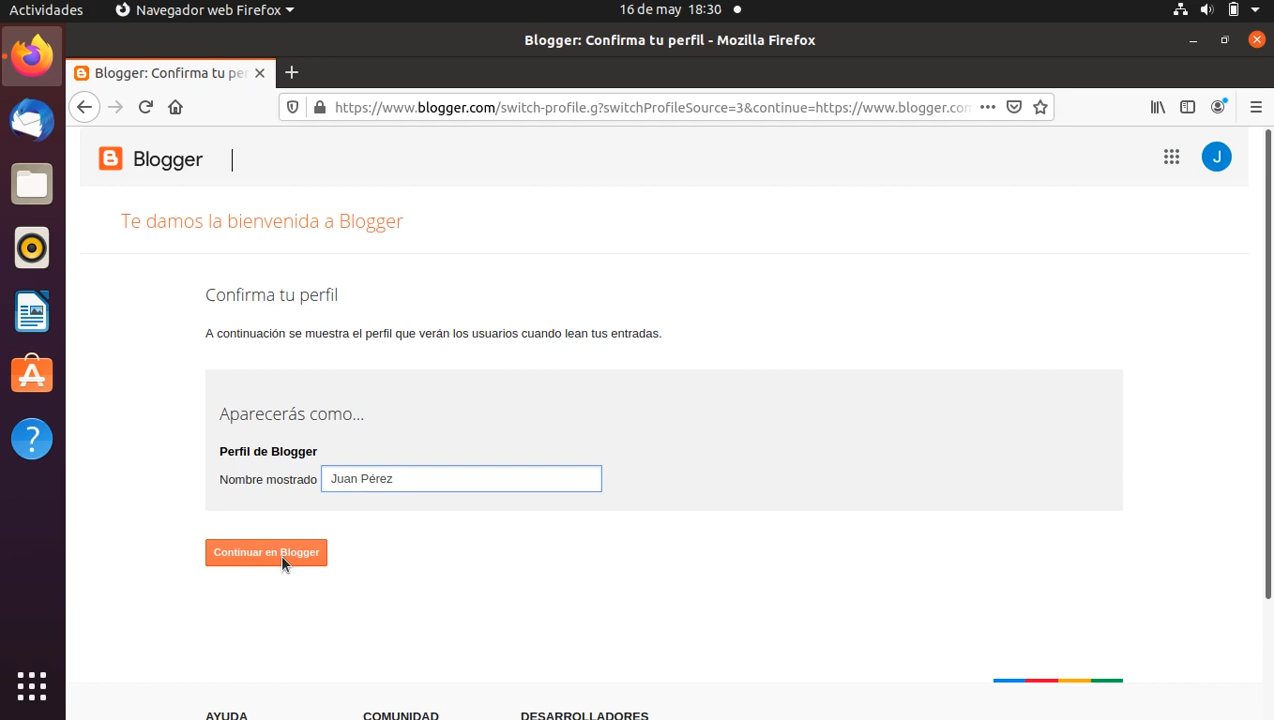 Actividades
Navegador web Firefox
16 de may 18:30
Blogger: Confirma tu perfil - Mozilla Firefox
Blogger: Confirma tu per
https://www.blogger.com/switch-profile.g?switchProfileSource=3&continue=https://www.blogger.com
Blogger
J
Te damos la bienvenida a Blogger
Confirma tu perfil
A continuación se muestra el perfil que verán los usuarios cuando lean tus entradas.
Aparecerás como...
Perfil de Blogger
Nombre mostrado Juan Pérez
Continuar en Blogger
AYUDA COMUNIDAD DESARROLLADORES